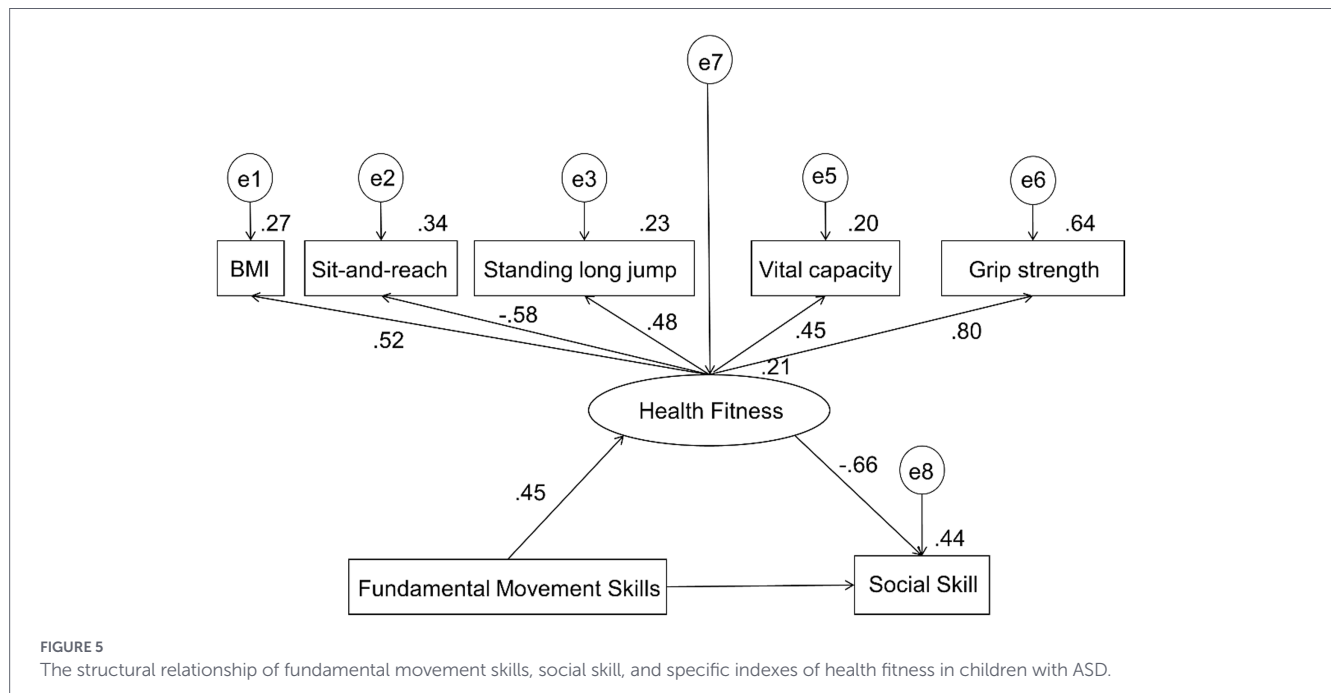 e7
e1
e2
e3
e5
e6
.27
.34
.23
.20
.64
BMI
Sit-and-reach
Standing long jump
Vital capacity
Grip strength
.52
-.58
.48
.45
.80
.21
Health Fitness
.45
-.66
e8
.44
Fundamental Movement Skills
Social Skill
FIGURE 5
The structural relationship of fundamental movement skills, social skill, and specific indexes of health fitness in children with ASD.